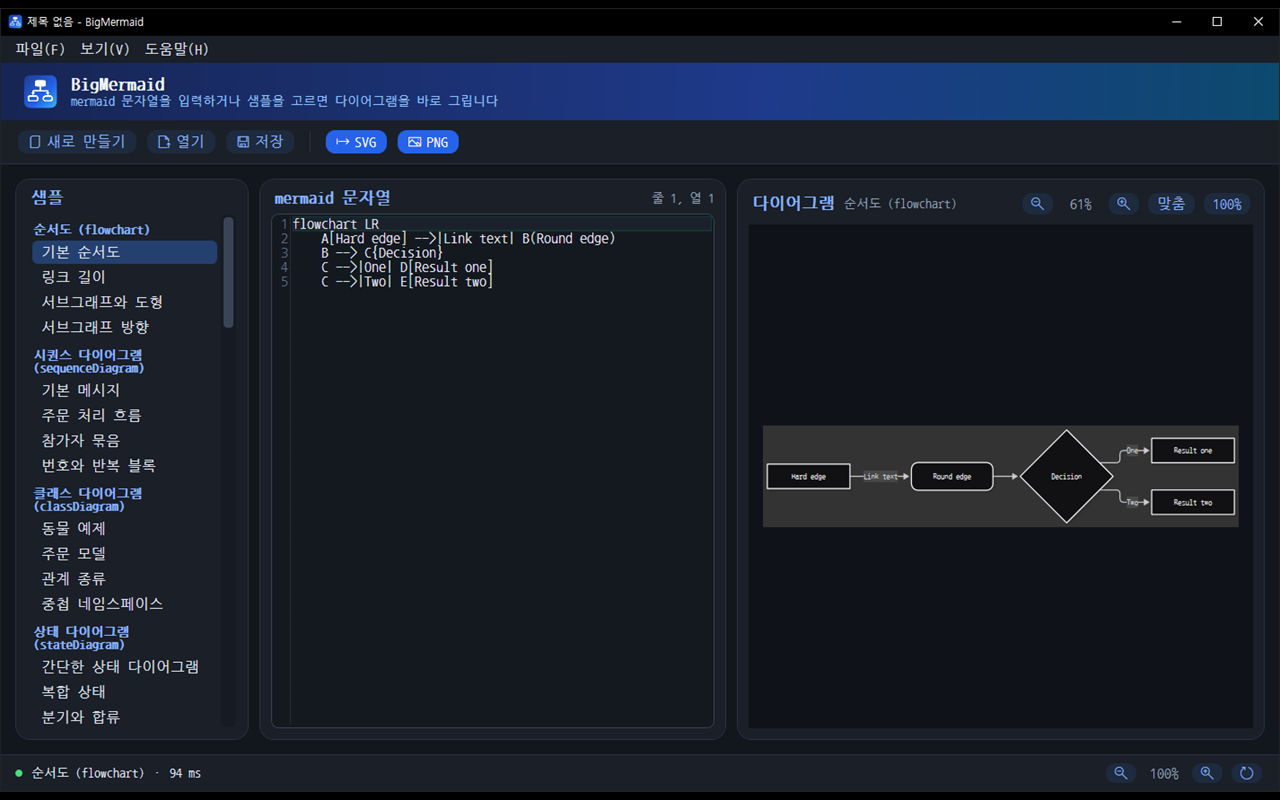 제목 없음 - BigMermaid
파일(F) 보기(V) 도움말(H)
BigMermaid
mermaid 문자열을 입력하거나 샘플을 고르면 다이어그램을 바로 그립니다
새로 만들기 열기 저장 SVG PNG
샘플
순서도 (flowchart)
기본 순서도
링크 길이
서브그래프와 도형
서브그래프 방향
시퀀스 다이어그램
(sequenceDiagram)
기본 메시지
주문 처리 흐름
참가자 묶음
번호와 반복 블록
클래스 다이어그램
(classDiagram)
동물 예제
주문 모델
관계 종류
중첩 네임스페이스
상태 다이어그램
(stateDiagram)
간단한 상태 다이어그램
복합 상태
분기와 합류
mermaid 문자열 줄 1, 열 1
1 flowchart LR
2 A[Hard edge] -->|Link text| B(Round edge)
3 B --> C{Decision}
4 C -->|One| D[Result one]
5 C -->|Two| E[Result two]
다이어그램 순서도 (flowchart) 61% 맞춤 100%
Hard edge
Link text
Round edge
Decision
One
Result one
Two
Result two
순서도 (flowchart) · 94 ms
100%